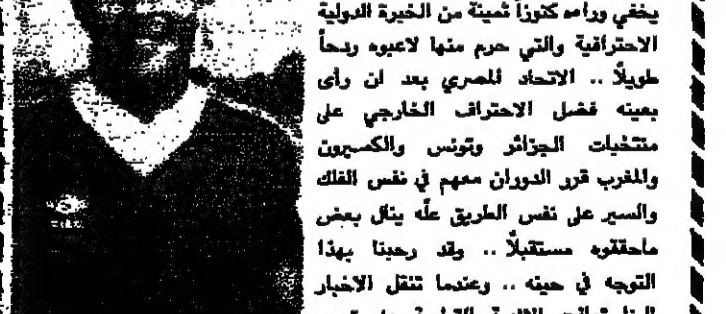 يخفي وراءه كنوزاً ثمينة من الخبرة الدولية
الاحترافية والتي حرم منها لاعبوه ردحاً
طويلاً .. الاتحاد المصري بعد ان رأى
بعينه فضل الاحتراف الخارجي على
منتخبات الجزائر وتونس والكميرون
والمغرب قرر الدوران معهم في نفس الفلك
والسير على نفس الطريق علّه ينال بعض
ماحققوه مستقبلاً .. وقد رحبنا بهذا
التوجه في حينه .. وعندما تنقل الاخبار